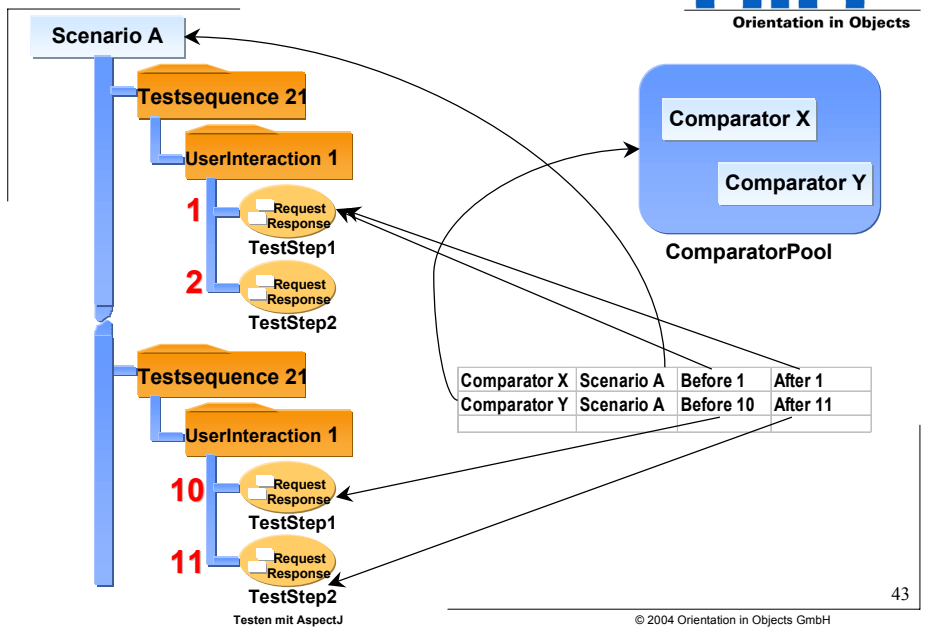 Orientation in Objects
Scenario A
Testsequence 21
UserInteraction 1
1
Request
Response
TestStep1
2
Request
Response
TestStep2
Testsequence 21
UserInteraction 1
10
Request
Response
TestStep1
11
Request
Response
TestStep2
Comparator X
Comparator Y
ComparatorPool
Comparator X Scenario A Before 1 After 1
Comparator Y Scenario A Before 10 After 11
43
Testen mit AspectJ
© 2004 Orientation in Objects GmbH